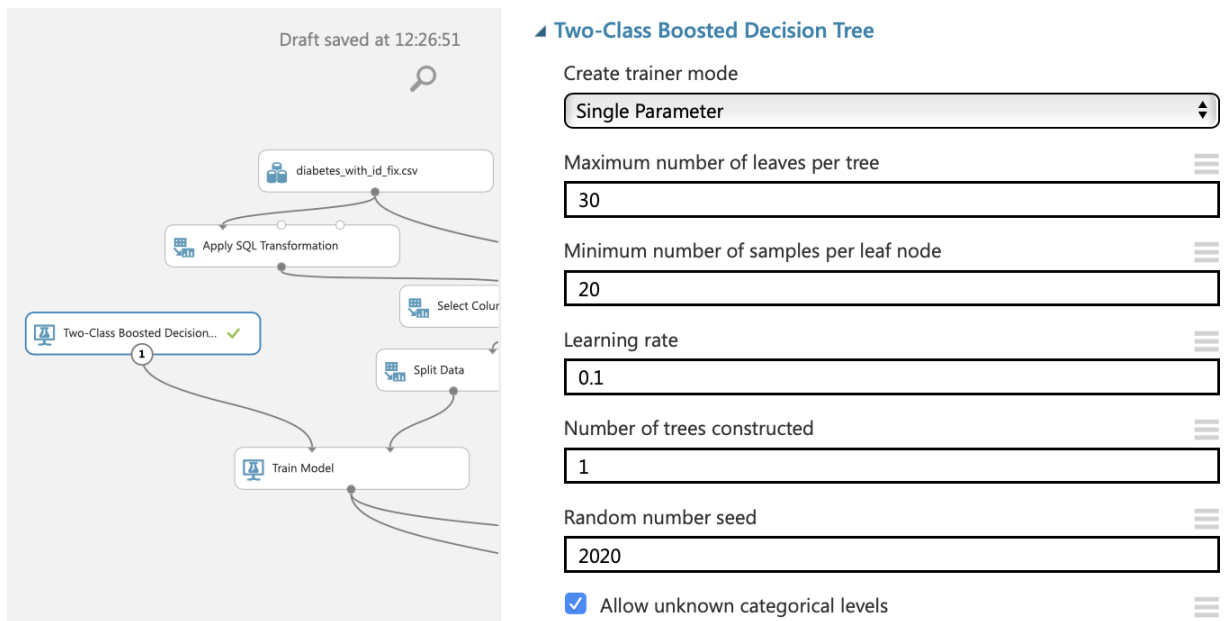 Draft saved at 12:26:51
diabetes_with_id_fix.csv
Apply SQL Transformation
Select Colu
Two-Class Boosted Decision...
1
Split Data
Train Model
Two-Class Boosted Decision Tree
Create trainer mode
Single Parameter
Maximum number of leaves per tree
30
Minimum number of samples per leaf node
20
Learning rate
0.1
Number of trees constructed
1
Random number seed
2020
Allow unknown categorical levels